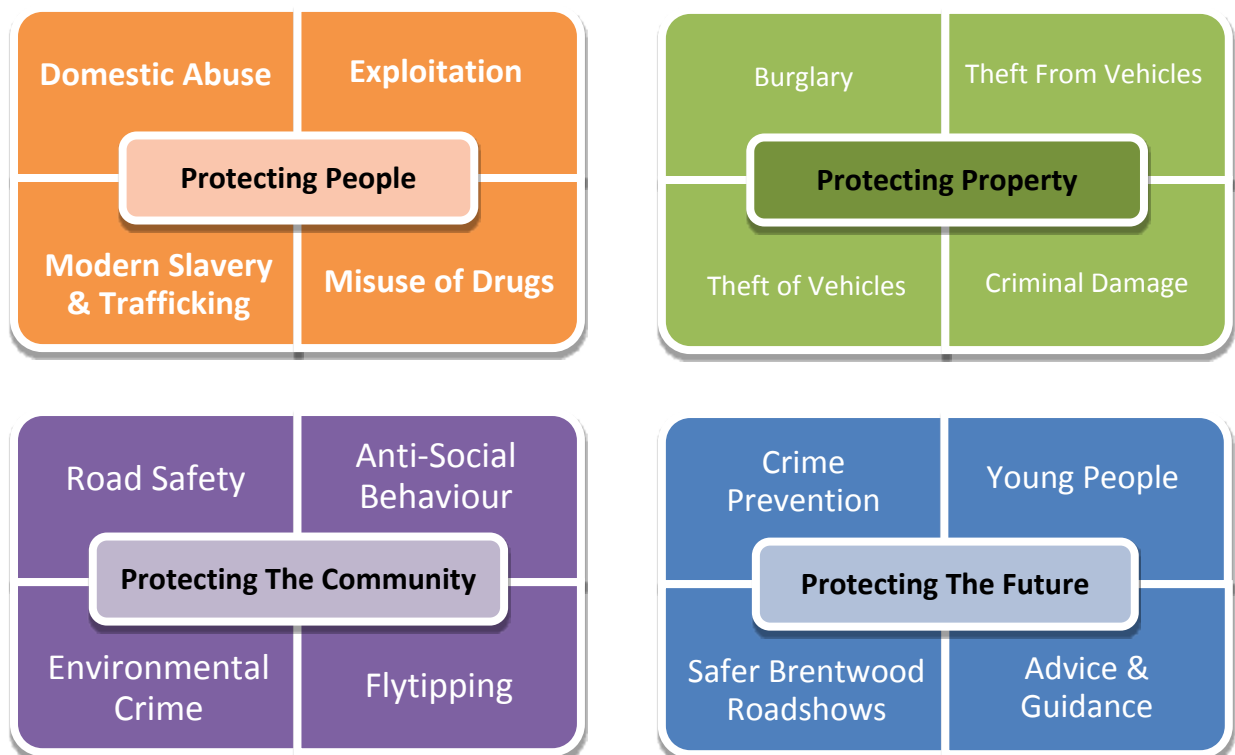 Domestic Abuse
Exploitation
Protecting People
Modern Slavery
& Trafficking
Misuse of Drugs
Burglary
Theft From Vehicles
Protecting Property
Theft of Vehicles
Criminal Damage
Road Safety
Anti-Social
Behaviour
Protecting The Community
Environmental
Crime
Flytipping
Crime
Prevention
Young People
Protecting The Future
Safer Brentwood
Roadshows
Advice &
Guidance